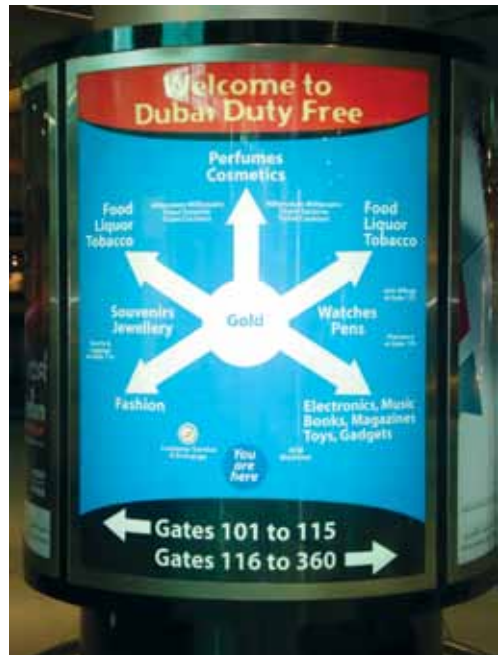 Welcome to
Dubai Duty Free
Perfumes
Cosmetics
Food
Liquor
Tobacco
Food
Liquor
Tobacco
Souvenirs
Jewellery
Gold
Watches
Pens
Fashion
Electronics, Music
Books, Magazines
Toys, Gadgets
You
are
here
Gates 101 to 115
Gates 116 to 360